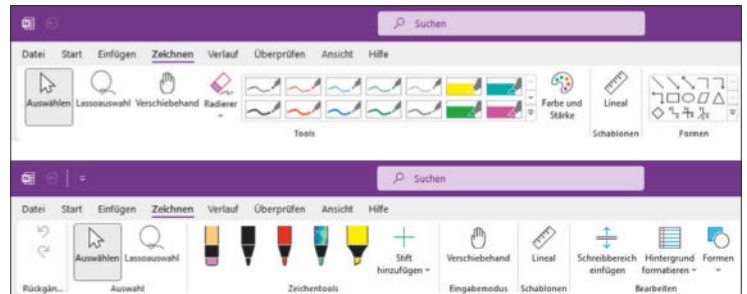 Suchen
Datei Start Einfügen Zeichnen Verlauf Überprüfen Ansicht Hilfe
Auswählen Lassoauswahl Verschiebehand Radierer Farbe und Stärke Lineal
Tools Schablonen Formen
Suchen
Datei Start Einfügen Zeichnen Verlauf Überprüfen Ansicht Hilfe
Auswählen Lassoauswahl Stift hinzufügen Verschiebehand Lineal Schreibbereich einfügen Hintergrund formatieren Formen
Rückgän... Auswahl Zeichentools Eingabemodus Schablonen Bearbeiten